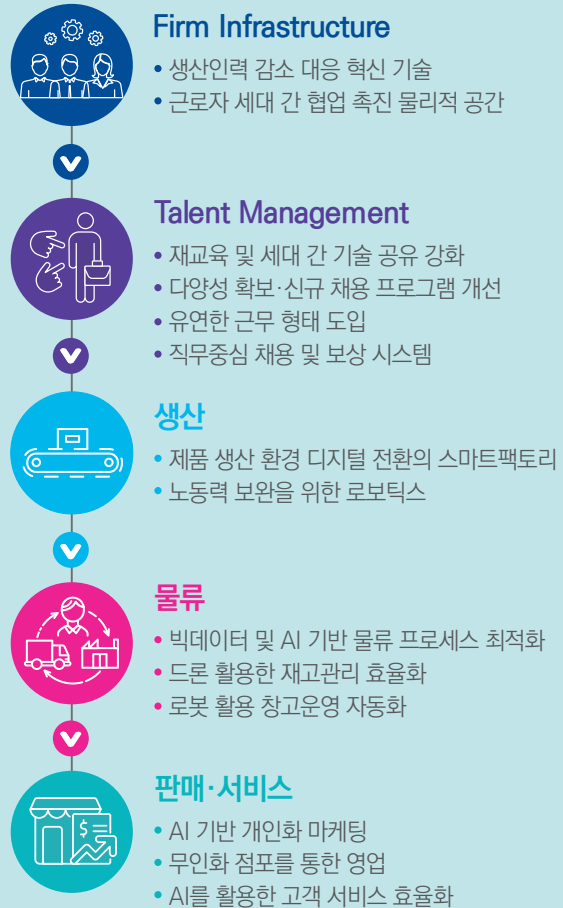 Firm Infrastructure
• 생산인력 감소 대응 혁신 기술
• 근로자 세대 간 협업 촉진 물리적 공간
Talent Management
• 재교육 및 세대 간 기술 공유 강화
• 다양성 확보·신규 채용 프로그램 개선
• 유연한 근무 형태 도입
• 직무중심 채용 및 보상 시스템
생산
• 제품 생산 환경 디지털 전환의 스마트팩토리
• 노동력 보완을 위한 로보틱스
물류
• 빅데이터 및 AI 기반 물류 프로세스 최적화
• 드론 활용한 재고관리 효율화
• 로봇 활용 창고운영 자동화
판매·서비스
$
• AI 기반 개인화 마케팅
• 무인화 점포를 통한 영업
• AI를 활용한 고객 서비스 효율화